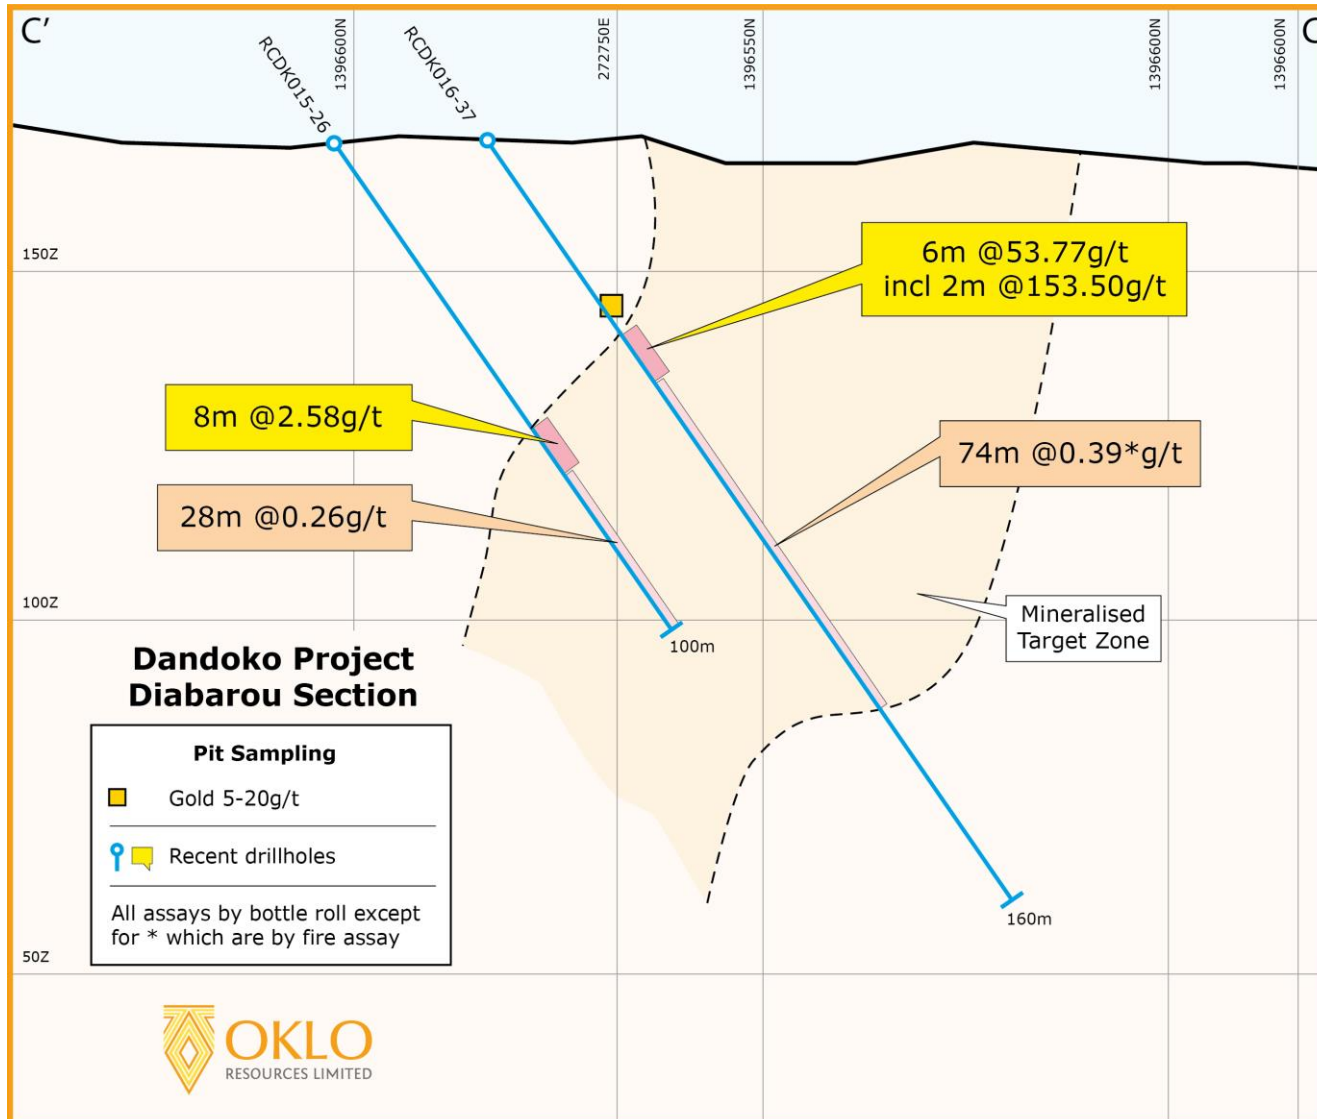 C'
C
RCDK015-26
1396600N
RCDK016-37
272750E
1396550N
1396600N
1396600N
150Z
6m @53.77g/t
incl 2m @153.50g/t
8m @2.58g/t
74m @0.39*g/t
28m @0.26g/t
100Z
Mineralised
Target Zone
100m
Dandoko Project
Diabarou Section
Pit Sampling
Gold 5-20g/t
Recent drillholes
All assays by bottle roll except
for * which are by fire assay
160m
50Z
OKLO
RESOURCES LIMITED